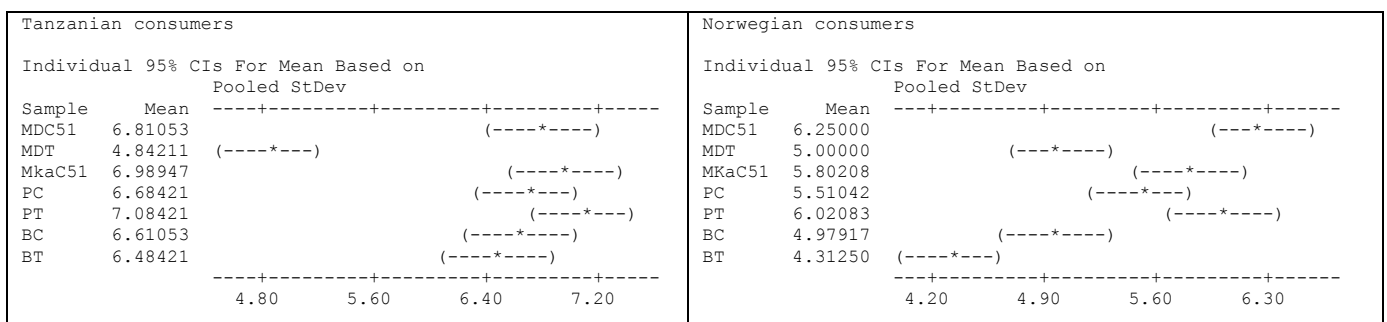 Tanzanian consumers
Individual 95% CIs For Mean Based on
Pooled StDev
Sample Mean ----+---------+---------+---------+-----
MDC51 6.81053 (----*----)
MDT 4.84211 (----*---)
MkaC51 6.98947 (----*----)
PC 6.68421 (----*---)
PT 7.08421 (----*---)
BC 6.61053 (----*----)
BT 6.48421 (----*----)
----+---------+---------+---------+-----
4.80 5.60 6.40 7.20
Norwegian consumers
Individual 95% CIs For Mean Based on
Pooled StDev
Sample Mean ---+---------+---------+---------+------
MDC51 6.25000 (---*----)
MDT 5.00000 (---*----)
MKaC51 5.80208 (----*----)
PC 5.51042 (----*---)
PT 6.02083 (----*----)
BC 4.97917 (----*----)
BT 4.31250 (----*---)
---+---------+---------+---------+------
4.20 4.90 5.60 6.30